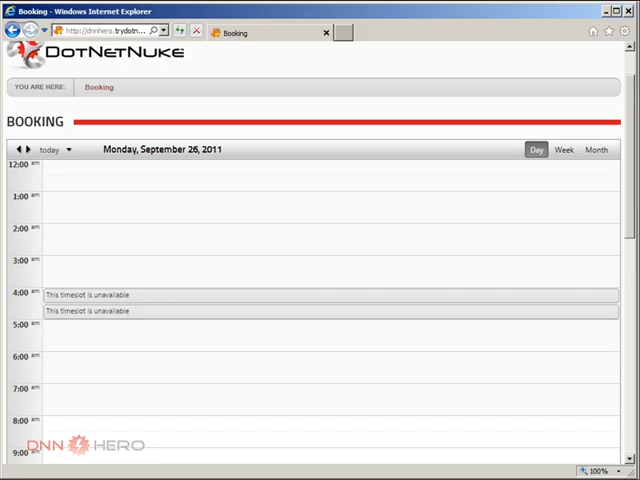 Booking - Windows Internet Explorer
http://dnnhero.trydotn...
Booking
DOTNETNUKE
YOU ARE HERE: Booking
BOOKING
today Monday, September 26, 2011 Day Week Month
12:00 am
1:00 am
2:00 am
3:00 am
4:00 am
This timeslot is unavailable
This timeslot is unavailable
5:00 am
6:00 am
7:00 am
8:00 am
DNN HERO
9:00 am
100%